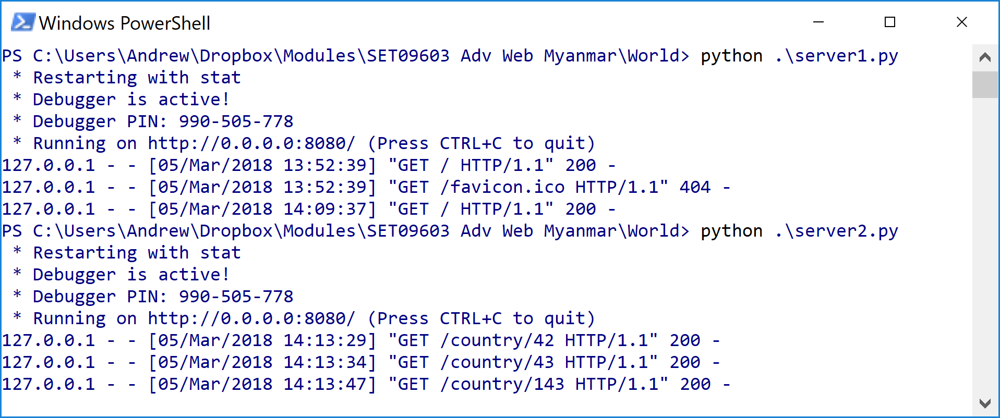 Windows PowerShell
PS C:\Users\Andrew\Dropbox\Modules\SET09603 Adv Web Myanmar\World> python .\server1.py
 * Restarting with stat
 * Debugger is active!
 * Debugger PIN: 990-505-778
 * Running on http://0.0.0.0:8080/ (Press CTRL+C to quit)
127.0.0.1 - - [05/Mar/2018 13:52:39] "GET / HTTP/1.1" 200 -
127.0.0.1 - - [05/Mar/2018 13:52:39] "GET /favicon.ico HTTP/1.1" 404 -
127.0.0.1 - - [05/Mar/2018 14:09:37] "GET / HTTP/1.1" 200 -
PS C:\Users\Andrew\Dropbox\Modules\SET09603 Adv Web Myanmar\World> python .\server2.py
 * Restarting with stat
 * Debugger is active!
 * Debugger PIN: 990-505-778
 * Running on http://0.0.0.0:8080/ (Press CTRL+C to quit)
127.0.0.1 - - [05/Mar/2018 14:13:29] "GET /country/42 HTTP/1.1" 200 -
127.0.0.1 - - [05/Mar/2018 14:13:34] "GET /country/43 HTTP/1.1" 200 -
127.0.0.1 - - [05/Mar/2018 14:13:47] "GET /country/143 HTTP/1.1" 200 -